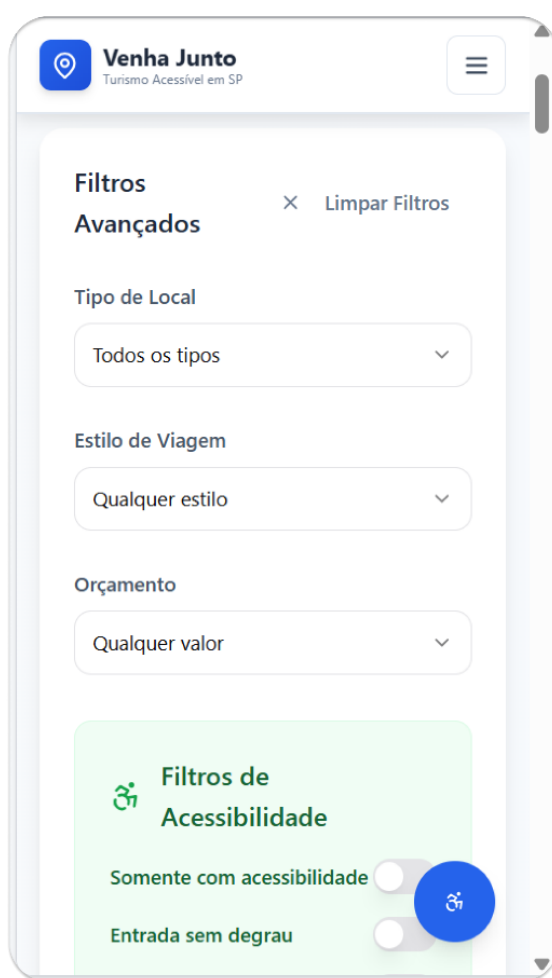 Venha Junto
Turismo Acessível em SP
Filtros
Avançados
Limpar Filtros
Tipo de Local
Todos os tipos
Estilo de Viagem
Qualquer estilo
Orçamento
Qualquer valor
Filtros de
Acessibilidade
Somente com acessibilidade
Entrada sem degrau